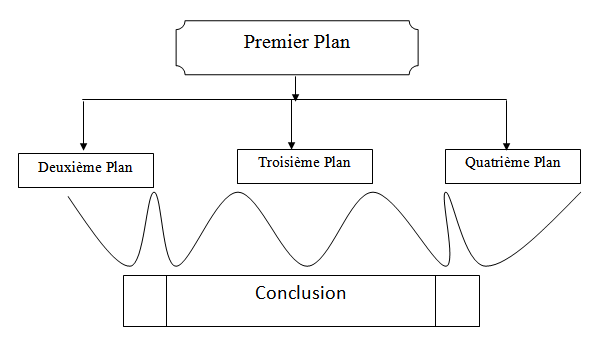 Premier Plan
Deuxième Plan
Troisième Plan
Quatrième Plan
Conclusion